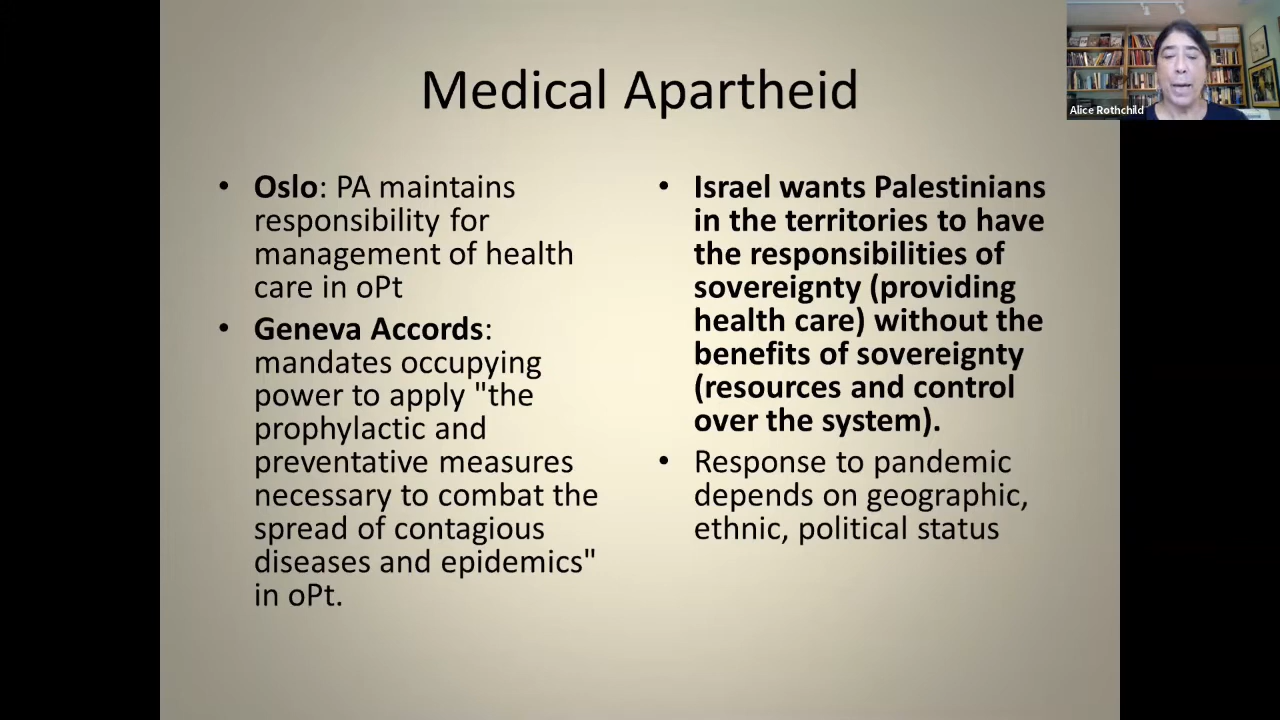 Medical Apartheid
• Oslo: PA maintains
responsibility for
management of health
care in oPt
• Geneva Accords:
mandates occupying
power to apply "the
prophylactic and
preventative measures
necessary to combat the
spread of contagious
diseases and epidemics"
in oPt.
• Israel wants Palestinians
in the territories to have
the responsibilities of
sovereignty (providing
health care) without the
benefits of sovereignty
(resources and control
over the system).
• Response to pandemic
depends on geographic,
ethnic, political status
Alice Rothchild